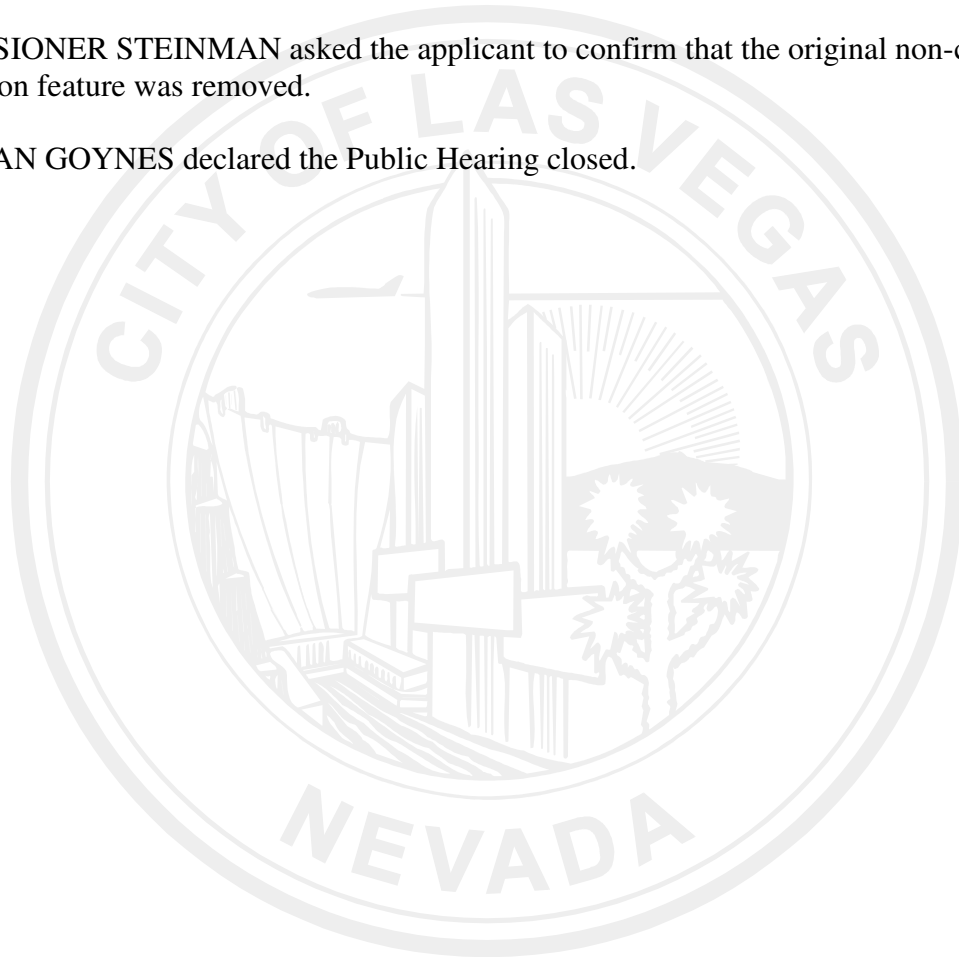 SIONER STEINMAN asked the applicant to confirm that the original non-
on feature was removed.
AN GOYNES declared the Public Hearing closed.
CITY OF LAS VEGAS
NEVADA